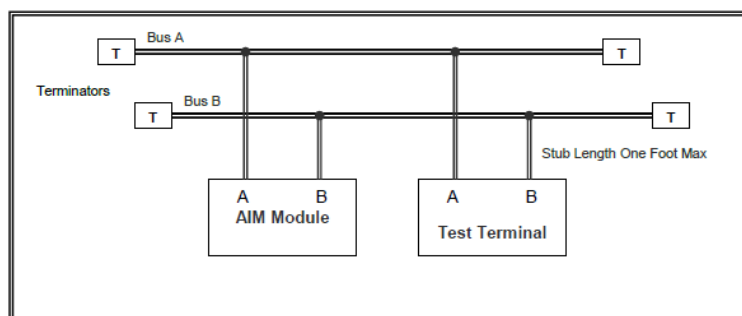 Bus A
T
T
Terminators
Bus B
T
T
Stub Length One Foot Max
A B
AIM Module
A B
Test Terminal